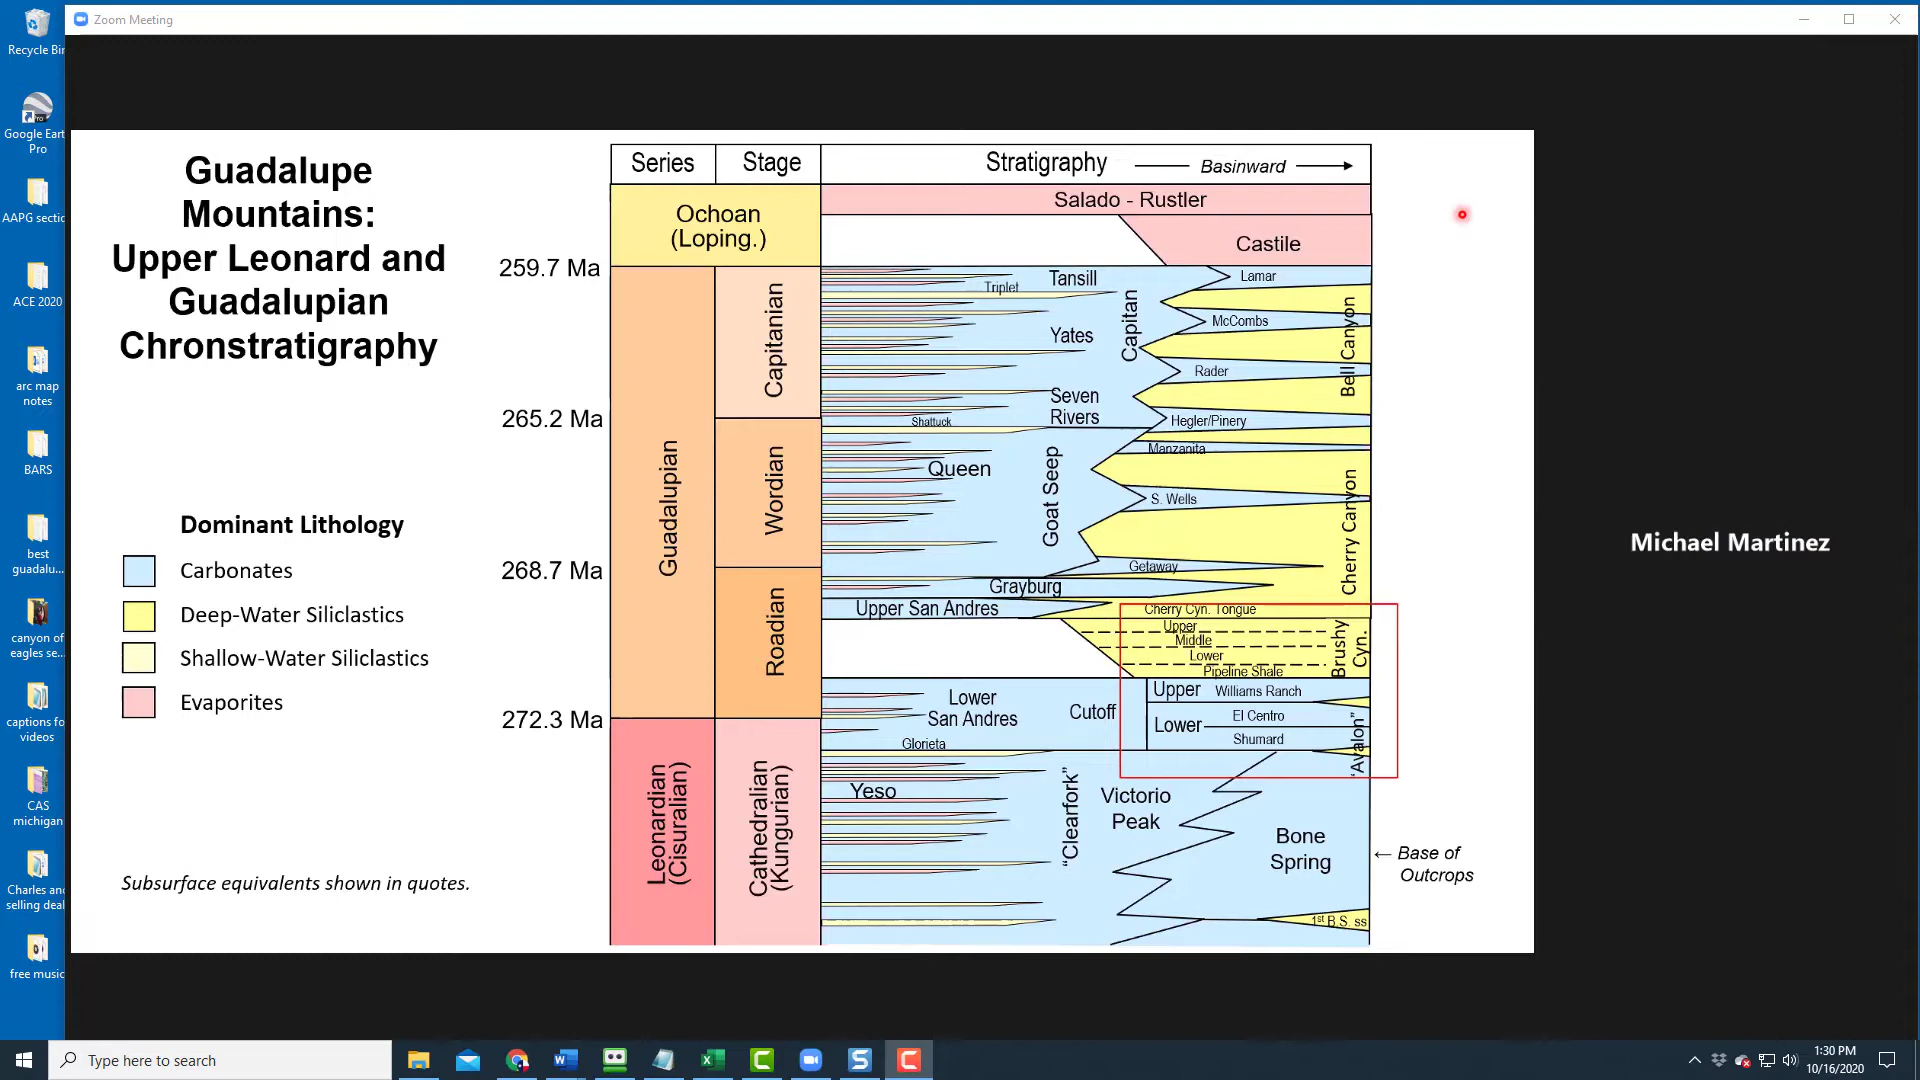 Zoom Meeting
Recycle Bin
Google Eart
Pro
AAPG sectio
ACE 2020
arc map
notes
BARS
best
guadalu...
canyon of
eagles se...
captions fo
videos
CAS
michigan
Charles and
selling deal
free music
Guadalupe
Mountains:
Upper Leonard and
Guadalupian
Chronstratigraphy
Dominant Lithology
Carbonates
Deep-Water Siliclastics
Shallow-Water Siliclastics
Evaporites
Subsurface equivalents shown in quotes.
Series
Stage
Stratigraphy
Basinward
Salado - Rustler
Ochoan
(Loping.)
Castile
259.7 Ma
265.2 Ma
268.7 Ma
272.3 Ma
Guadalupian
Leonardian
(Cisuralian)
Capitanian
Wordian
Roadian
Cathedralian
(Kungurian)
Tansill
Triplet
Yates
Capitan
Seven
Rivers
Shattuck
Queen
Goat Seep
Grayburg
Upper San Andres
Lamar
McCombs
Rader
Hegler/Pinery
Bell Canyon
Manzanita
S. Wells
Getaway
Cherry Canyon
Cherry Cyn. Tongue
Upper
Middle
Lower
Pipeline Shale
Brushy
Cyn.
Lower
San Andres
Cutoff
Upper
Williams Ranch
Lower
El Centro
Shumard
"Avalon"
Glorieta
Yeso
"Clearfork"
Victorio
Peak
Bone
Spring
1st B.S. ss
← Base of
Outcrops
Michael Martinez
Type here to search
1:30 PM
10/16/2020